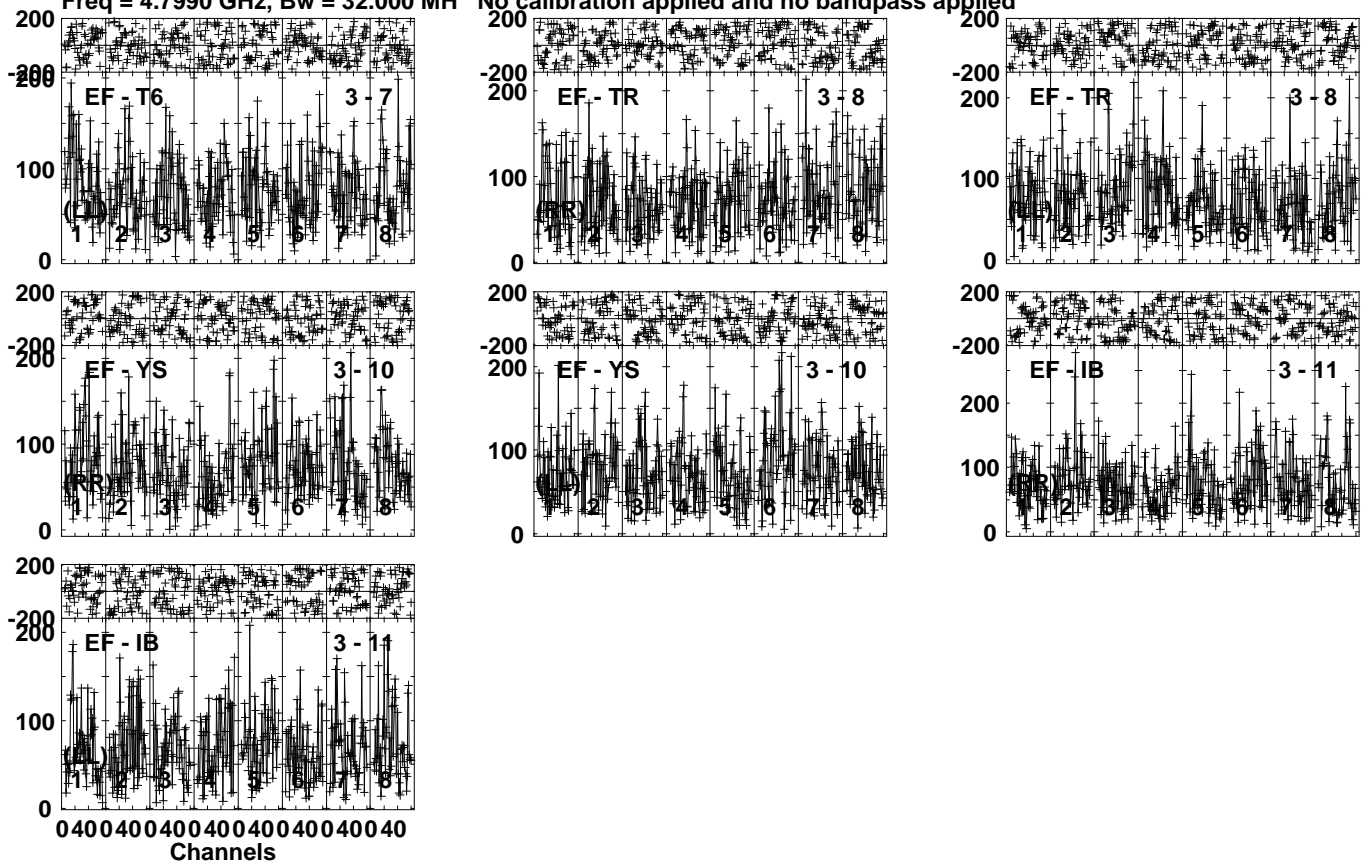 Freq = 4.7990 GHz, Bw = 32.000 MH No calibration applied and no bandpass applied
200
-200
200
EF - T6 3 - 7
100
(LL)
1 2 3 4 5 6 7 8
0
200
-200
200
EF - TR 3 - 8
100
(RR)
1 2 3 4 5 6 7 8
0
200
-200
200
EF - TR 3 - 8
100
(LL)
1 2 3 4 5 6 7 8
0
200
-200
200
EF - YS 3 - 10
100
(RR)
1 2 3 4 5 6 7 8
0
200
-200
200
EF - YS 3 - 10
100
(LL)
1 2 3 4 5 6 7 8
0
200
-200
EF - IB 3 - 11
200
100
(RR)
1 2 3 4 5 6 7 8
0
200
-200
200
EF - IB 3 - 11
100
(LL)
1 2 3 4 5 6 7 8
0
0 40 0 40 0 40 0 40 0 40 0 40 0 40 0 40
Channels